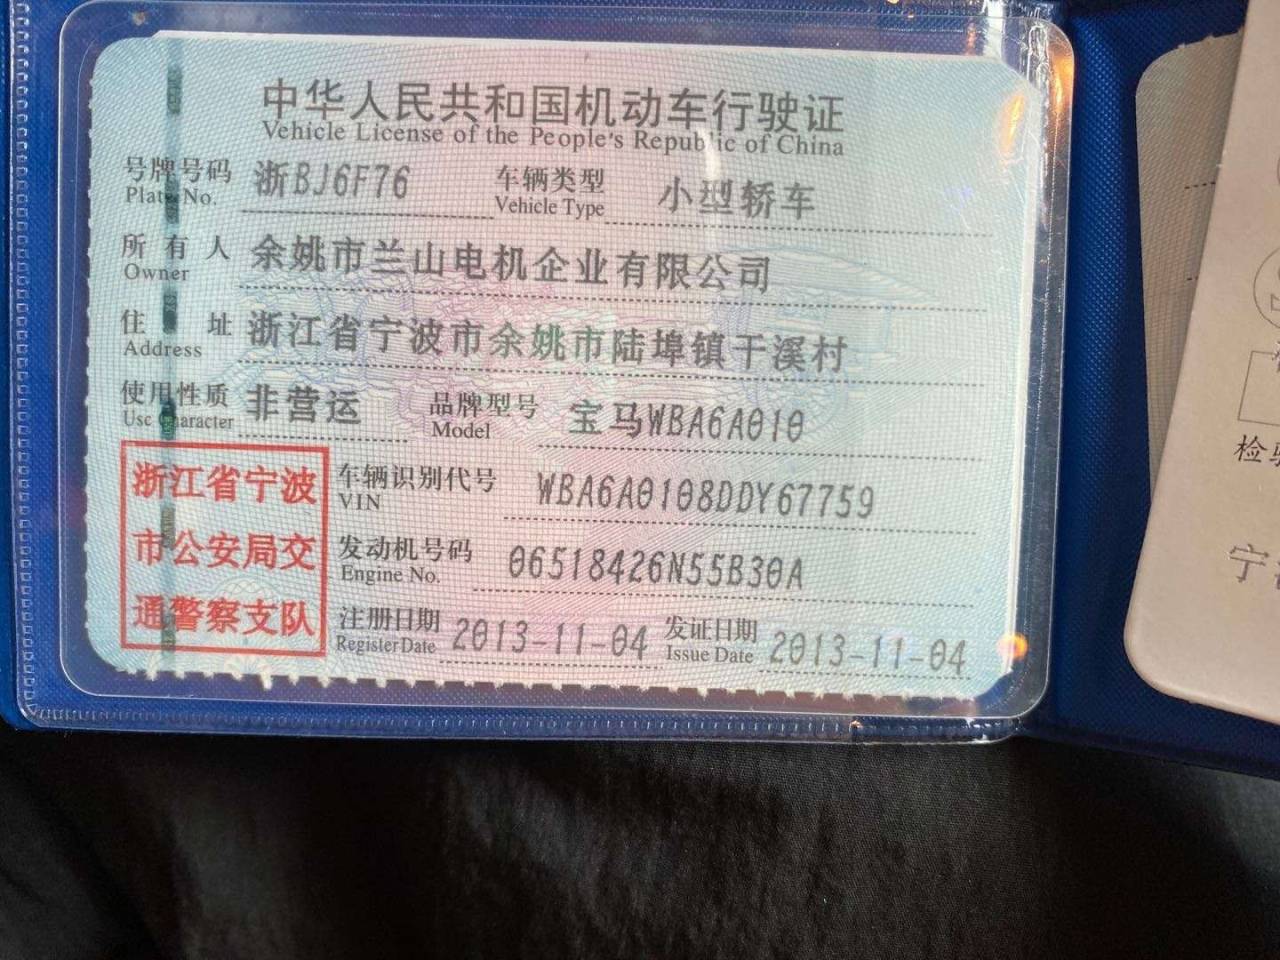 中华人民共和国机动车行驶证
Vehicle License of the People's Republic of China
号牌号码 浙BJ6F76 车辆类型 小型轿车
Plate No. Vehicle Type
所有人 余姚市兰山电机企业有限公司
Owner
住址 浙江省宁波市余姚市陆埠镇干溪村
Address
使用性质 非营运 品牌型号 宝马WBA6A010
Use Character Model
浙江省宁波
市公安局交
通警察支队
车辆识别代号 WBA6A0108DDY67759
VIN
发动机号码 06518426N55B30A
Engine No.
注册日期 2013-11-04 发证日期 2013-11-04
Register Date Issue Date
检
宁